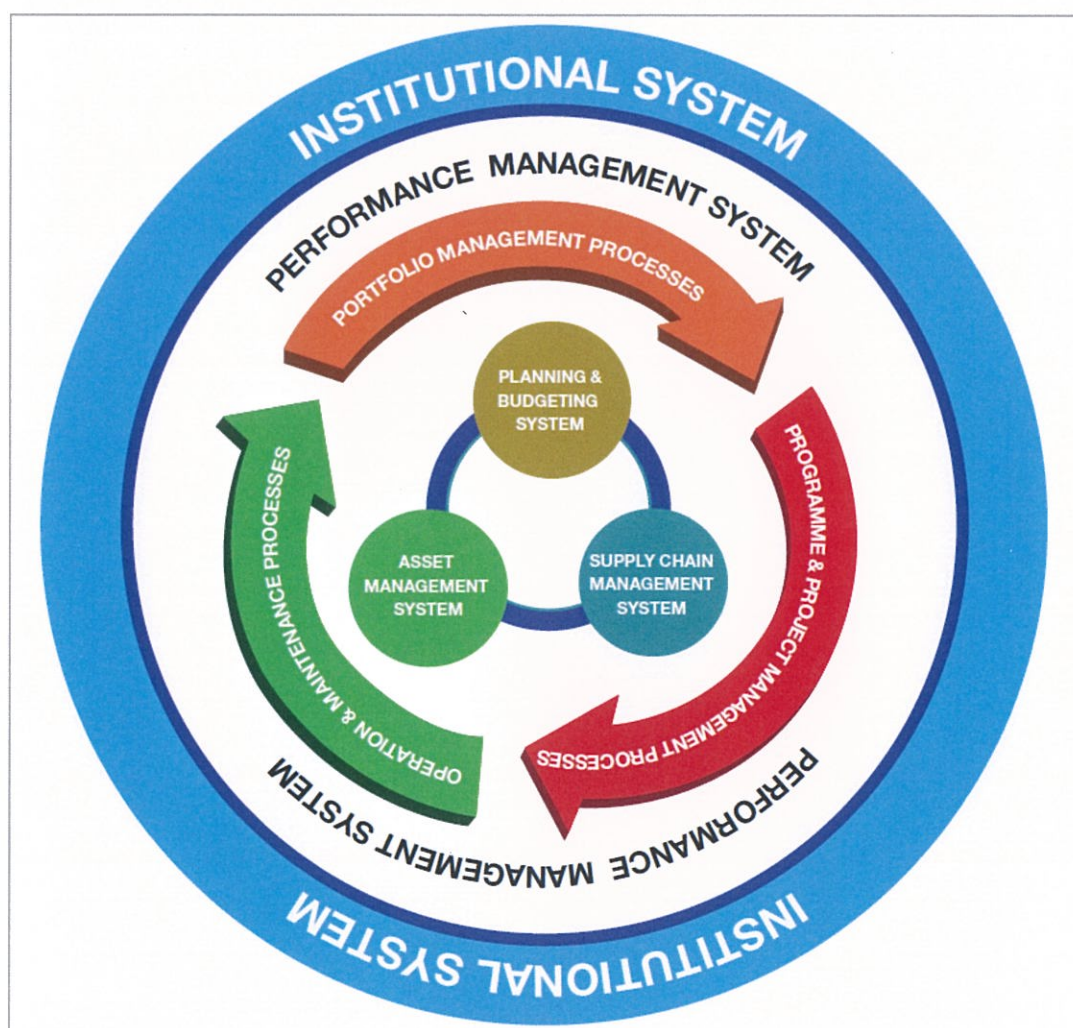 INSTITUTIONAL SYSTEM
PERFORMANCE MANAGEMENT SYSTEM
PORTFOLIO MANAGEMENT PROCESSES
PLANNING &
BUDGETING
SYSTEM
PROGRAMME & PROJECT MANAGEMENT PROCESSES
OPERATION & MAINTENANCE PROCESSES
ASSET
MANAGEMENT
SYSTEM
SUPPLY CHAIN
MANAGEMENT
SYSTEM
PERFORMANCE MANAGEMENT SYSTEM
INSTITUTIONAL SYSTEM